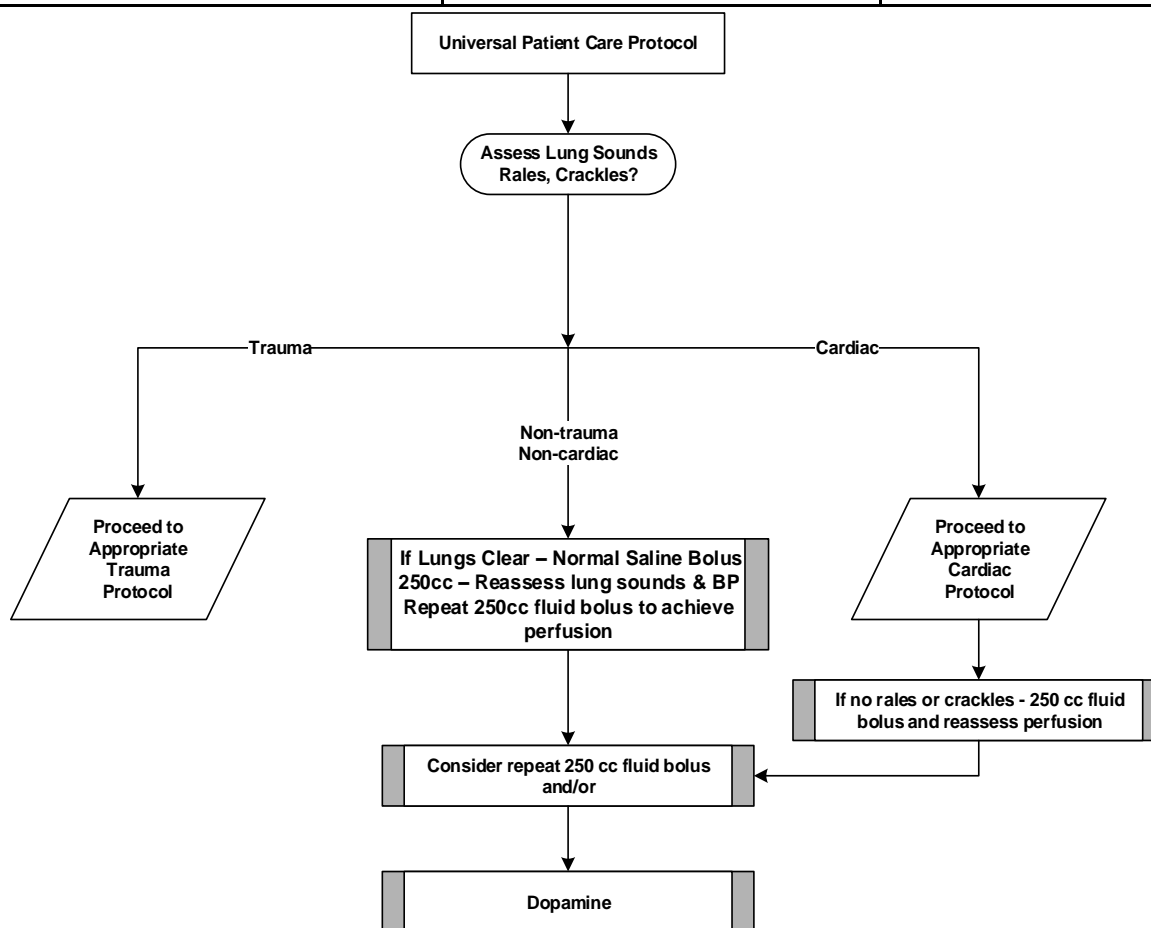 Universal Patient Care Protocol
Assess Lung Sounds
Rales, Crackles?
Trauma
Cardiac
Non-trauma
Non-cardiac
Proceed to
Appropriate
Trauma
Protocol
If Lungs Clear – Normal Saline Bolus
250cc – Reassess lung sounds & BP
Repeat 250cc fluid bolus to achieve
perfusion
Proceed to
Appropriate
Cardiac
Protocol
If no rales or crackles - 250 cc fluid
bolus and reassess perfusion
Consider repeat 250 cc fluid bolus
and/or
Dopamine